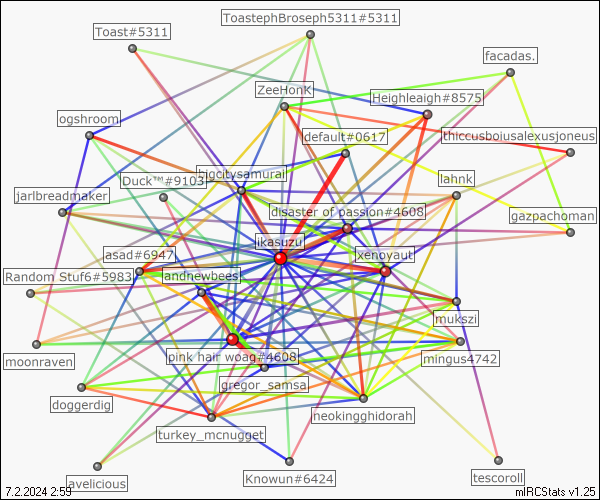 ToastephBroseph5311#5311
Toast#5311
facadas.
ZeeHonK
Heighleaigh#8575
ogshroom
default#0617
thiccusboiusalexusjoneus
bigcitysamurai
Duck™#9103
lahnk
jarlbreadmaker
disaster of passion#4608
gazpachoman
ikasuzu
asad#6947
xenoyaut
Random Stuf6#5983
andnewbees
mukszi
moonraven
pink hair woag#4608
mingus4742
gregor_samsa
doggerdig
neokingghidorah
turkey_mcnugget
avelicious
Knowun#6424
tescoroll
7.2.2024 2:59
mIRCStats v1.25